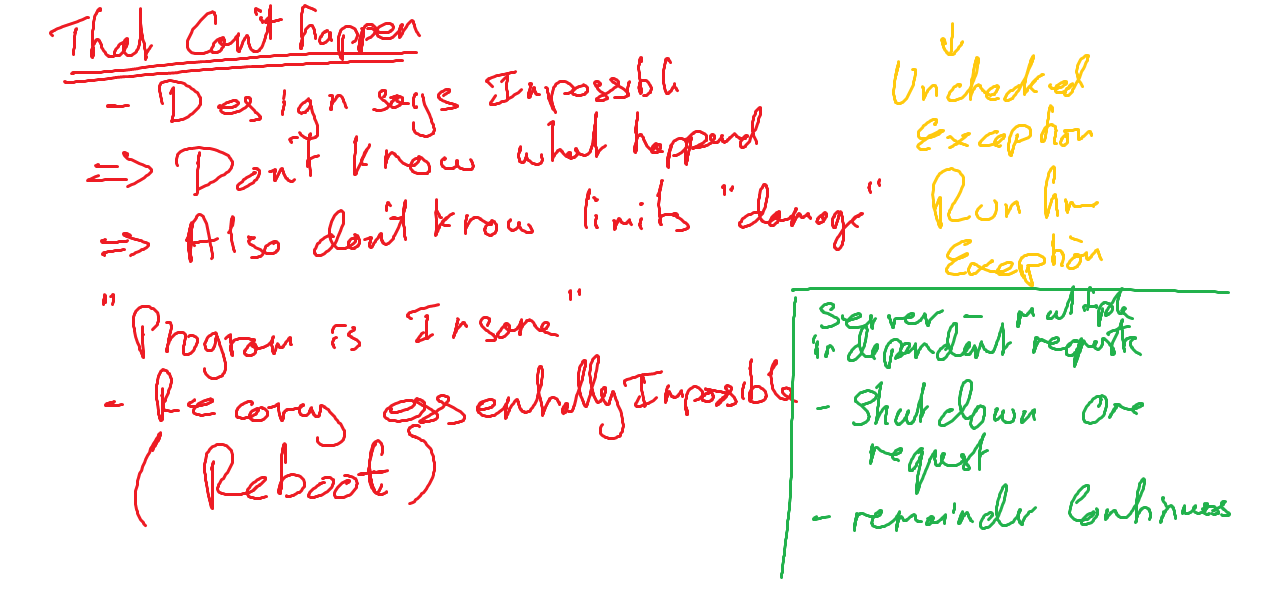 That Can't happen
- Design says Impossible
=> Don't know what happend
=> Also don't know limits "damage"
"Program is Insane"
- Recovery essentially Impossible
(Reboot)
↓
Unchecked
Exception
Runtime
Exeption
Server - multiple
independent requests
- Shutdown one
request
- remainder Continues